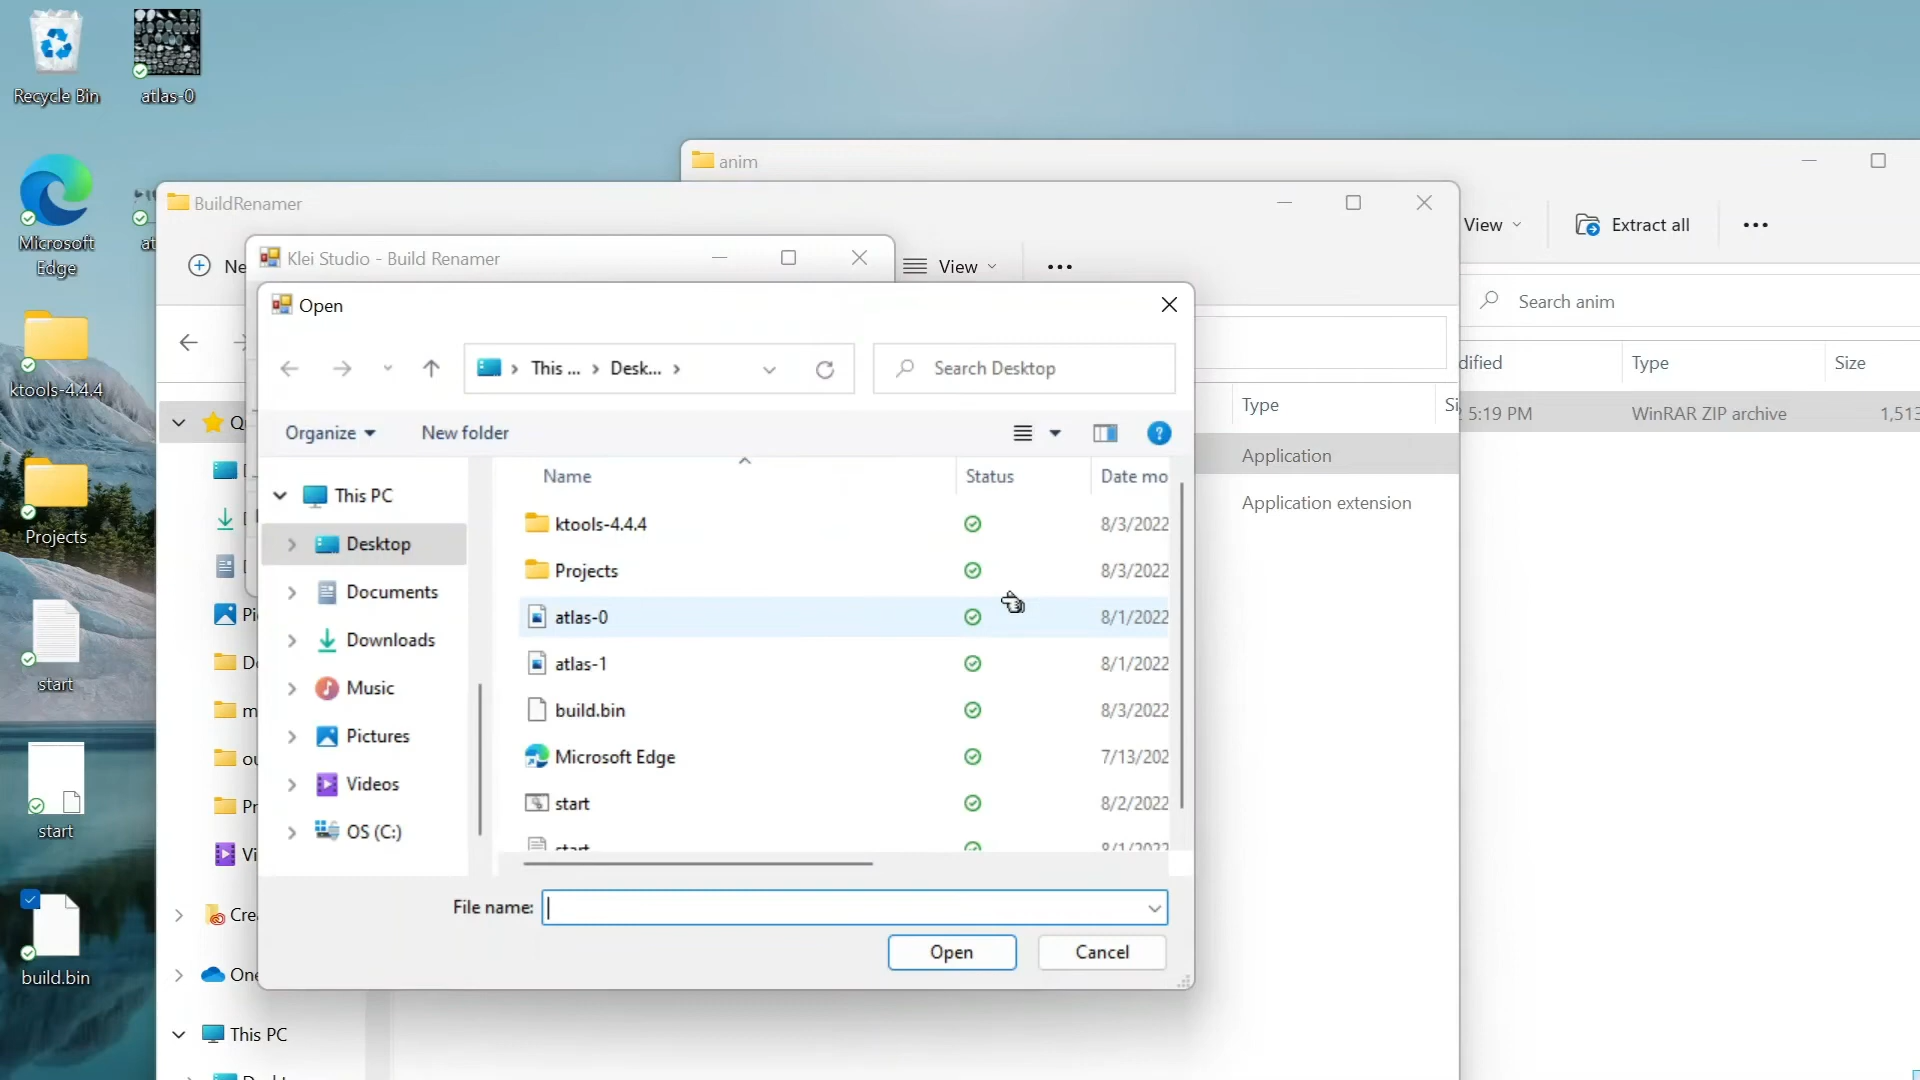 Recycle Bin
atlas-0
Microsoft
Edge
ktools-4.4.4
Projects
start
start
build.bin
anim
View
Extract all
Search anim
Type
Size
5:19 PM
WinRAR ZIP archive
BuildRenamer
View
Type
Application
Application extension
This PC
Klei Studio - Build Renamer
Open
This ...
Desk...
Search Desktop
Organize
New folder
This PC
Desktop
Documents
Downloads
Music
Pictures
Videos
OS (C:)
Name
Status
Date mo
ktools-4.4.4
8/3/2022
Projects
8/3/2022
atlas-0
8/1/2022
atlas-1
8/1/2022
build.bin
8/3/2022
Microsoft Edge
7/13/202
start
8/2/2022
start
8/1/2022
File name:
Open
Cancel